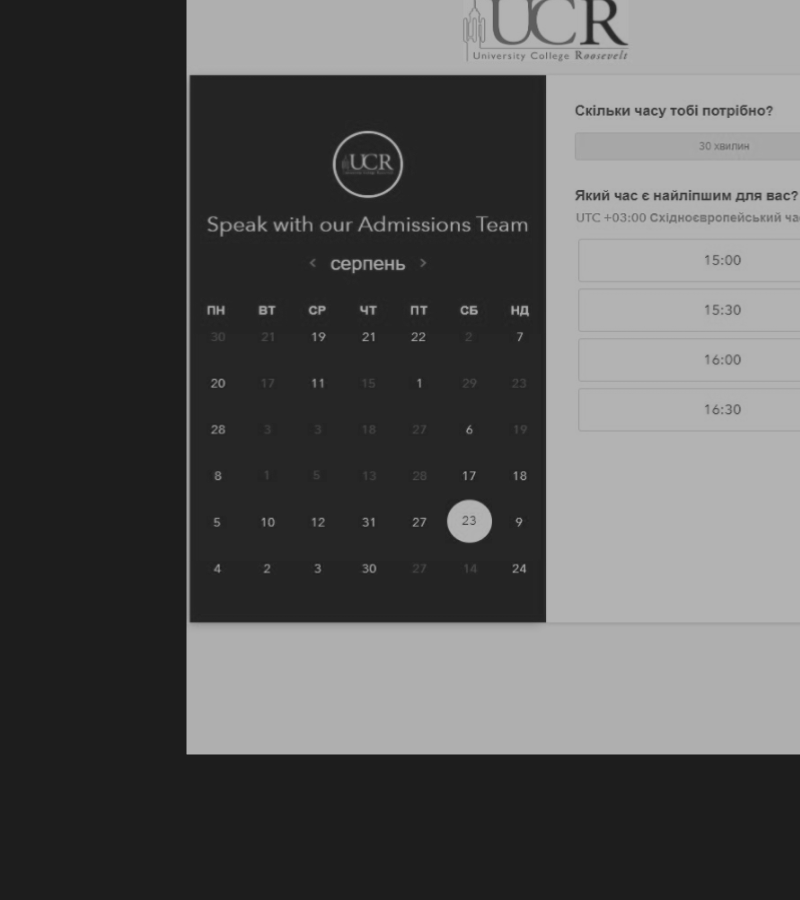 UCR
University College Roosevelt
UCR
Speak with our Admissions Team
< серпень >
ПН ВТ СР ЧТ ПТ СБ НД
30 21 19 21 22 2 7
20 17 11 15 1 29 23
28 3 3 18 27 6 19
8 1 5 13 28 17 18
5 10 12 31 27 23 9
4 2 3 30 27 14 24
Скільки часу тобі потрібно?
30 хвилин
Який час є найліпшим для вас?
UTC +03:00 Східноєвропейський ча
15:00
15:30
16:00
16:30